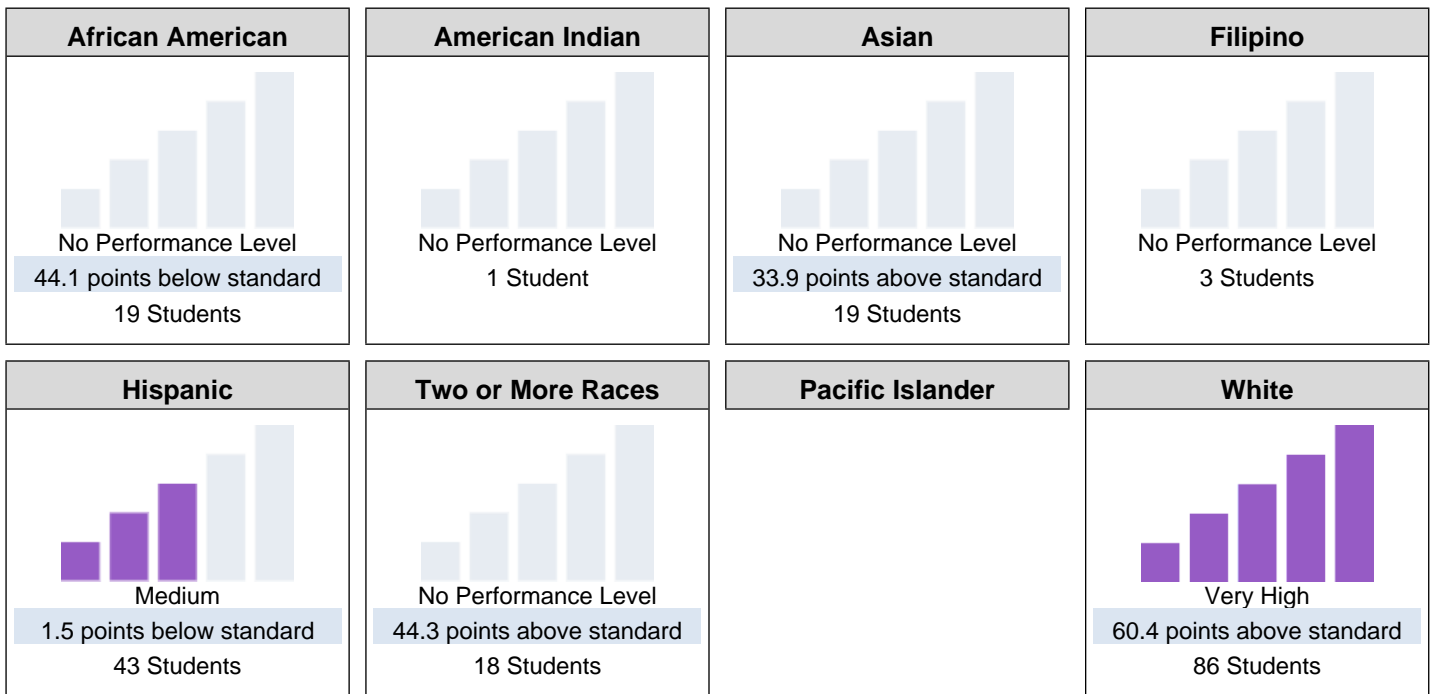 African American
No Performance Level
44.1 points below standard
19 Students
American Indian
No Performance Level
1 Student
Asian
No Performance Level
33.9 points above standard
19 Students
Filipino
No Performance Level
3 Students
Hispanic
Medium
1.5 points below standard
43 Students
Two or More Races
No Performance Level
44.3 points above standard
18 Students
Pacific Islander
White
Very High
60.4 points above standard
86 Students